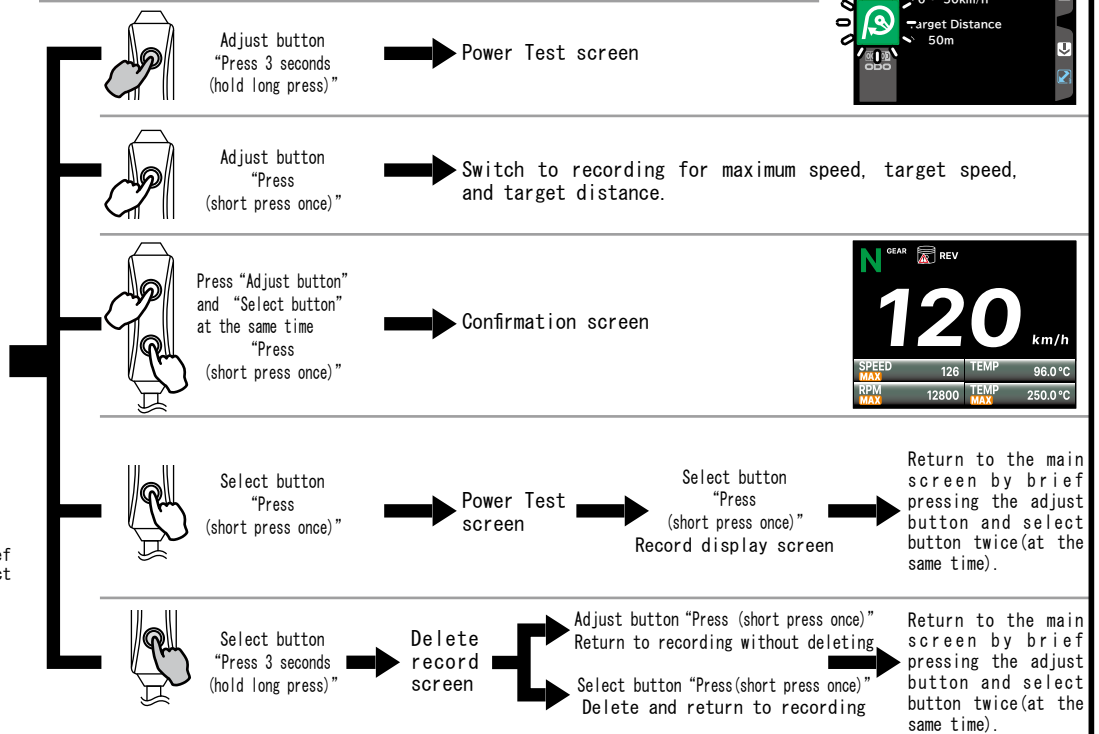 Target Distance
50m
Adjust button
“Press 3 seconds
(hold long press)”
Power Test screen
Adjust button
“Press
(short press once)”
Switch to recording for maximum speed, target speed,
and target distance.
Press “Adjust button”
and “Select button”
at the same time
“Press
(short press once)”
Confirmation screen
N GEAR REV
120
km/h
SPEED MAX 126 TEMP 96.0°C
RPM MAX 12800 TEMP MAX 250.0°C
Select button
“Press
(short press once)”
Power Test
screen
Select button
“Press
(short press once)”
Record display screen
Return to the main
screen by brief
pressing the adjust
button and select
button twice(at the
same time).
Select button
“Press 3 seconds
(hold long press)”
Delete
record
screen
Adjust button “Press (short press once)”
Return to recording without deleting
Select button “Press(short press once)”
Delete and return to recording
Return to the main
screen by brief
pressing the adjust
button and select
button twice(at the
same time).